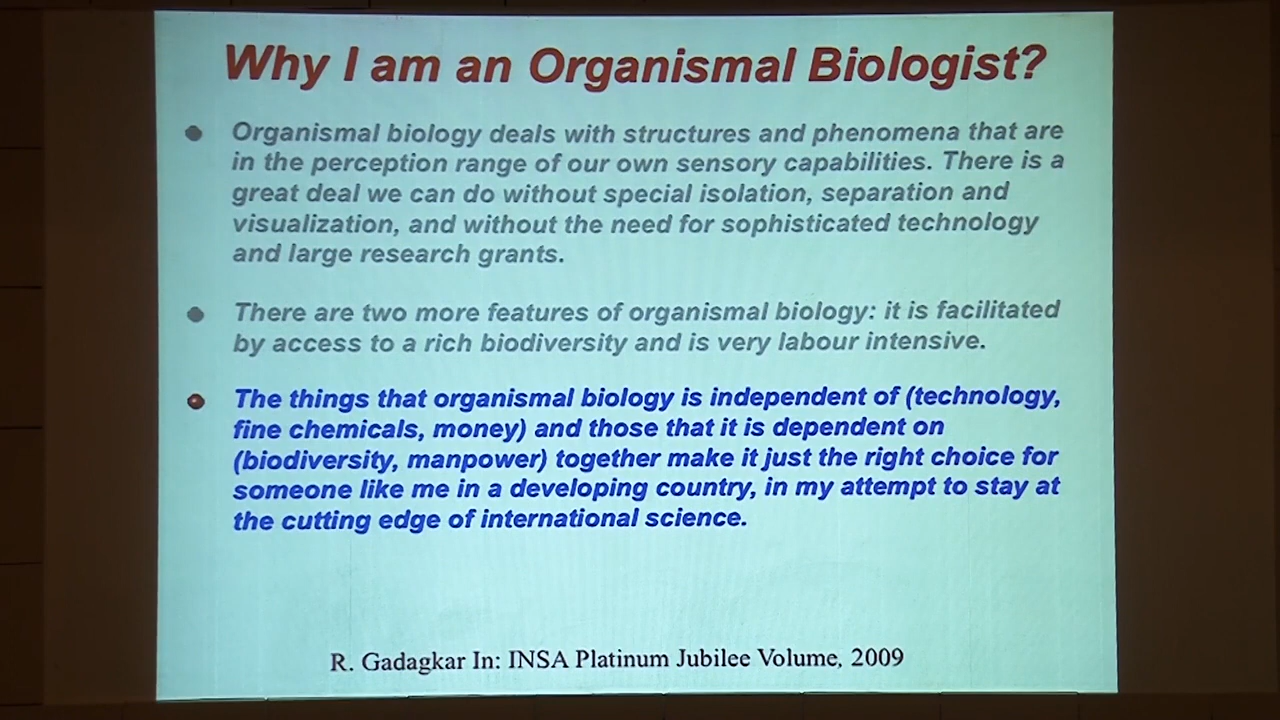 Why I am an Organismal Biologist?
Organismal biology deals with structures and phenomena that are
in the perception range of our own sensory capabilities. There is a
great deal we can do without special isolation, separation and
visualization, and without the need for sophisticated technology
and large research grants.
There are two more features of organismal biology: it is facilitated
by access to a rich biodiversity and is very labour intensive.
The things that organismal biology is independent of (technology,
fine chemicals, money) and those that it is dependent on
(biodiversity, manpower) together make it just the right choice for
someone like me in a developing country, in my attempt to stay at
the cutting edge of international science.
R. Gadagkar In: INSA Platinum Jubilee Volume, 2009